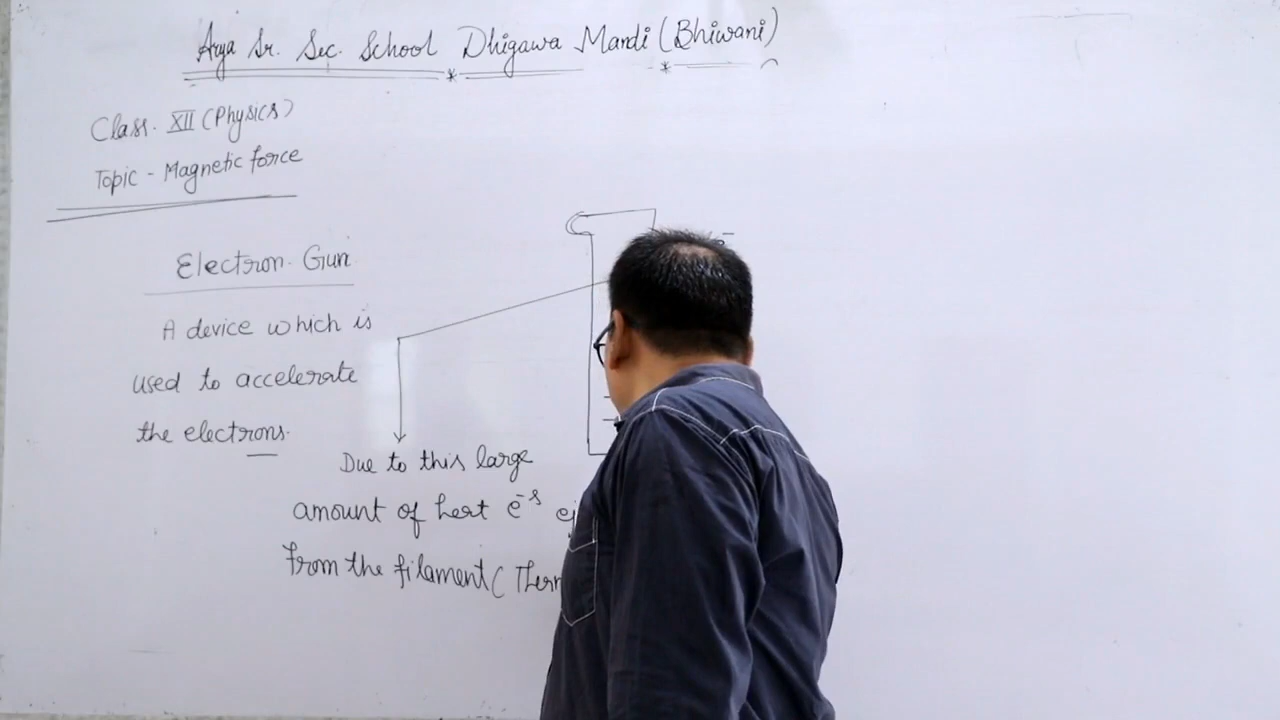 Arya Sr. Sec. School Dhigawa Mandi (Bhiwani)
Class. XII (Physics)
Topic - Magnetic force
Electron Gun
A device which is
used to accelerate
the electrons.
Due to this large
amount of heat e⁻s ej
from the filament ( Ther